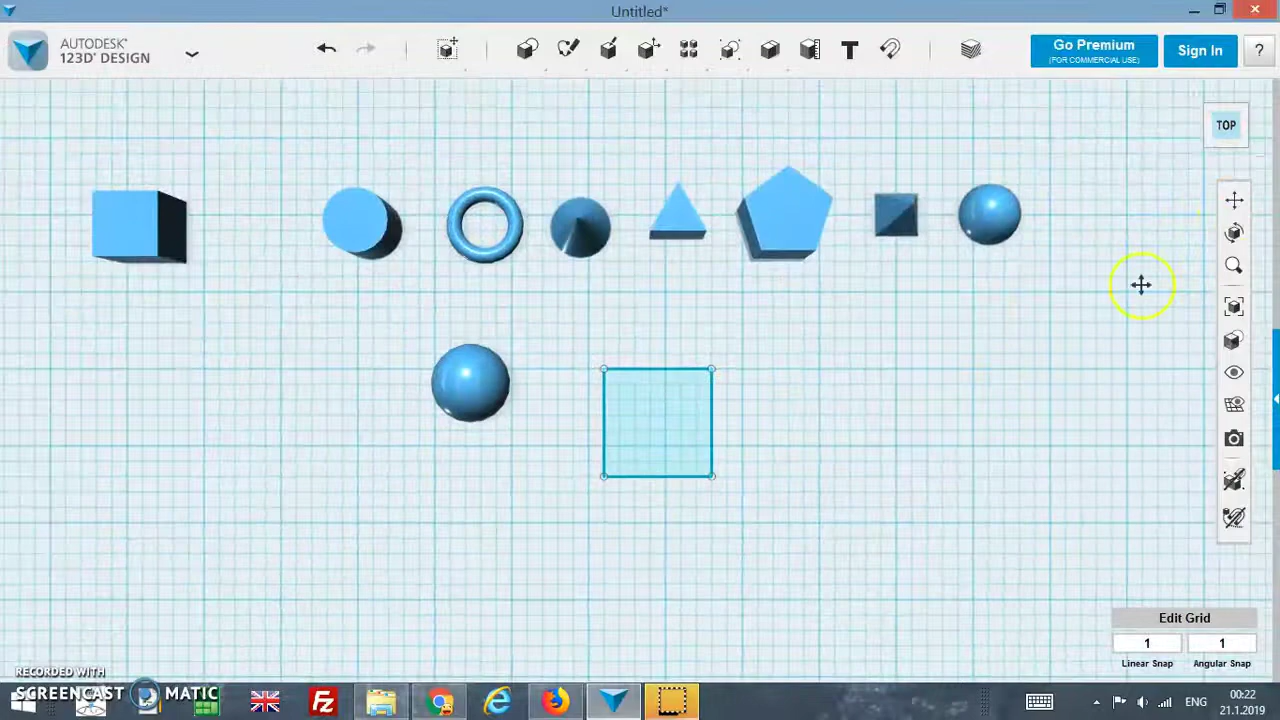 Untitled*
AUTODESK®
123D® DESIGN
T
Go Premium
(FOR COMMERCIAL USE)
Sign In
?
TOP
Edit Grid
1 1
Linear Snap Angular Snap
RECORDED WITH
SCREENCAST MATIC
Fz
ENG
00:22
21.1.2019